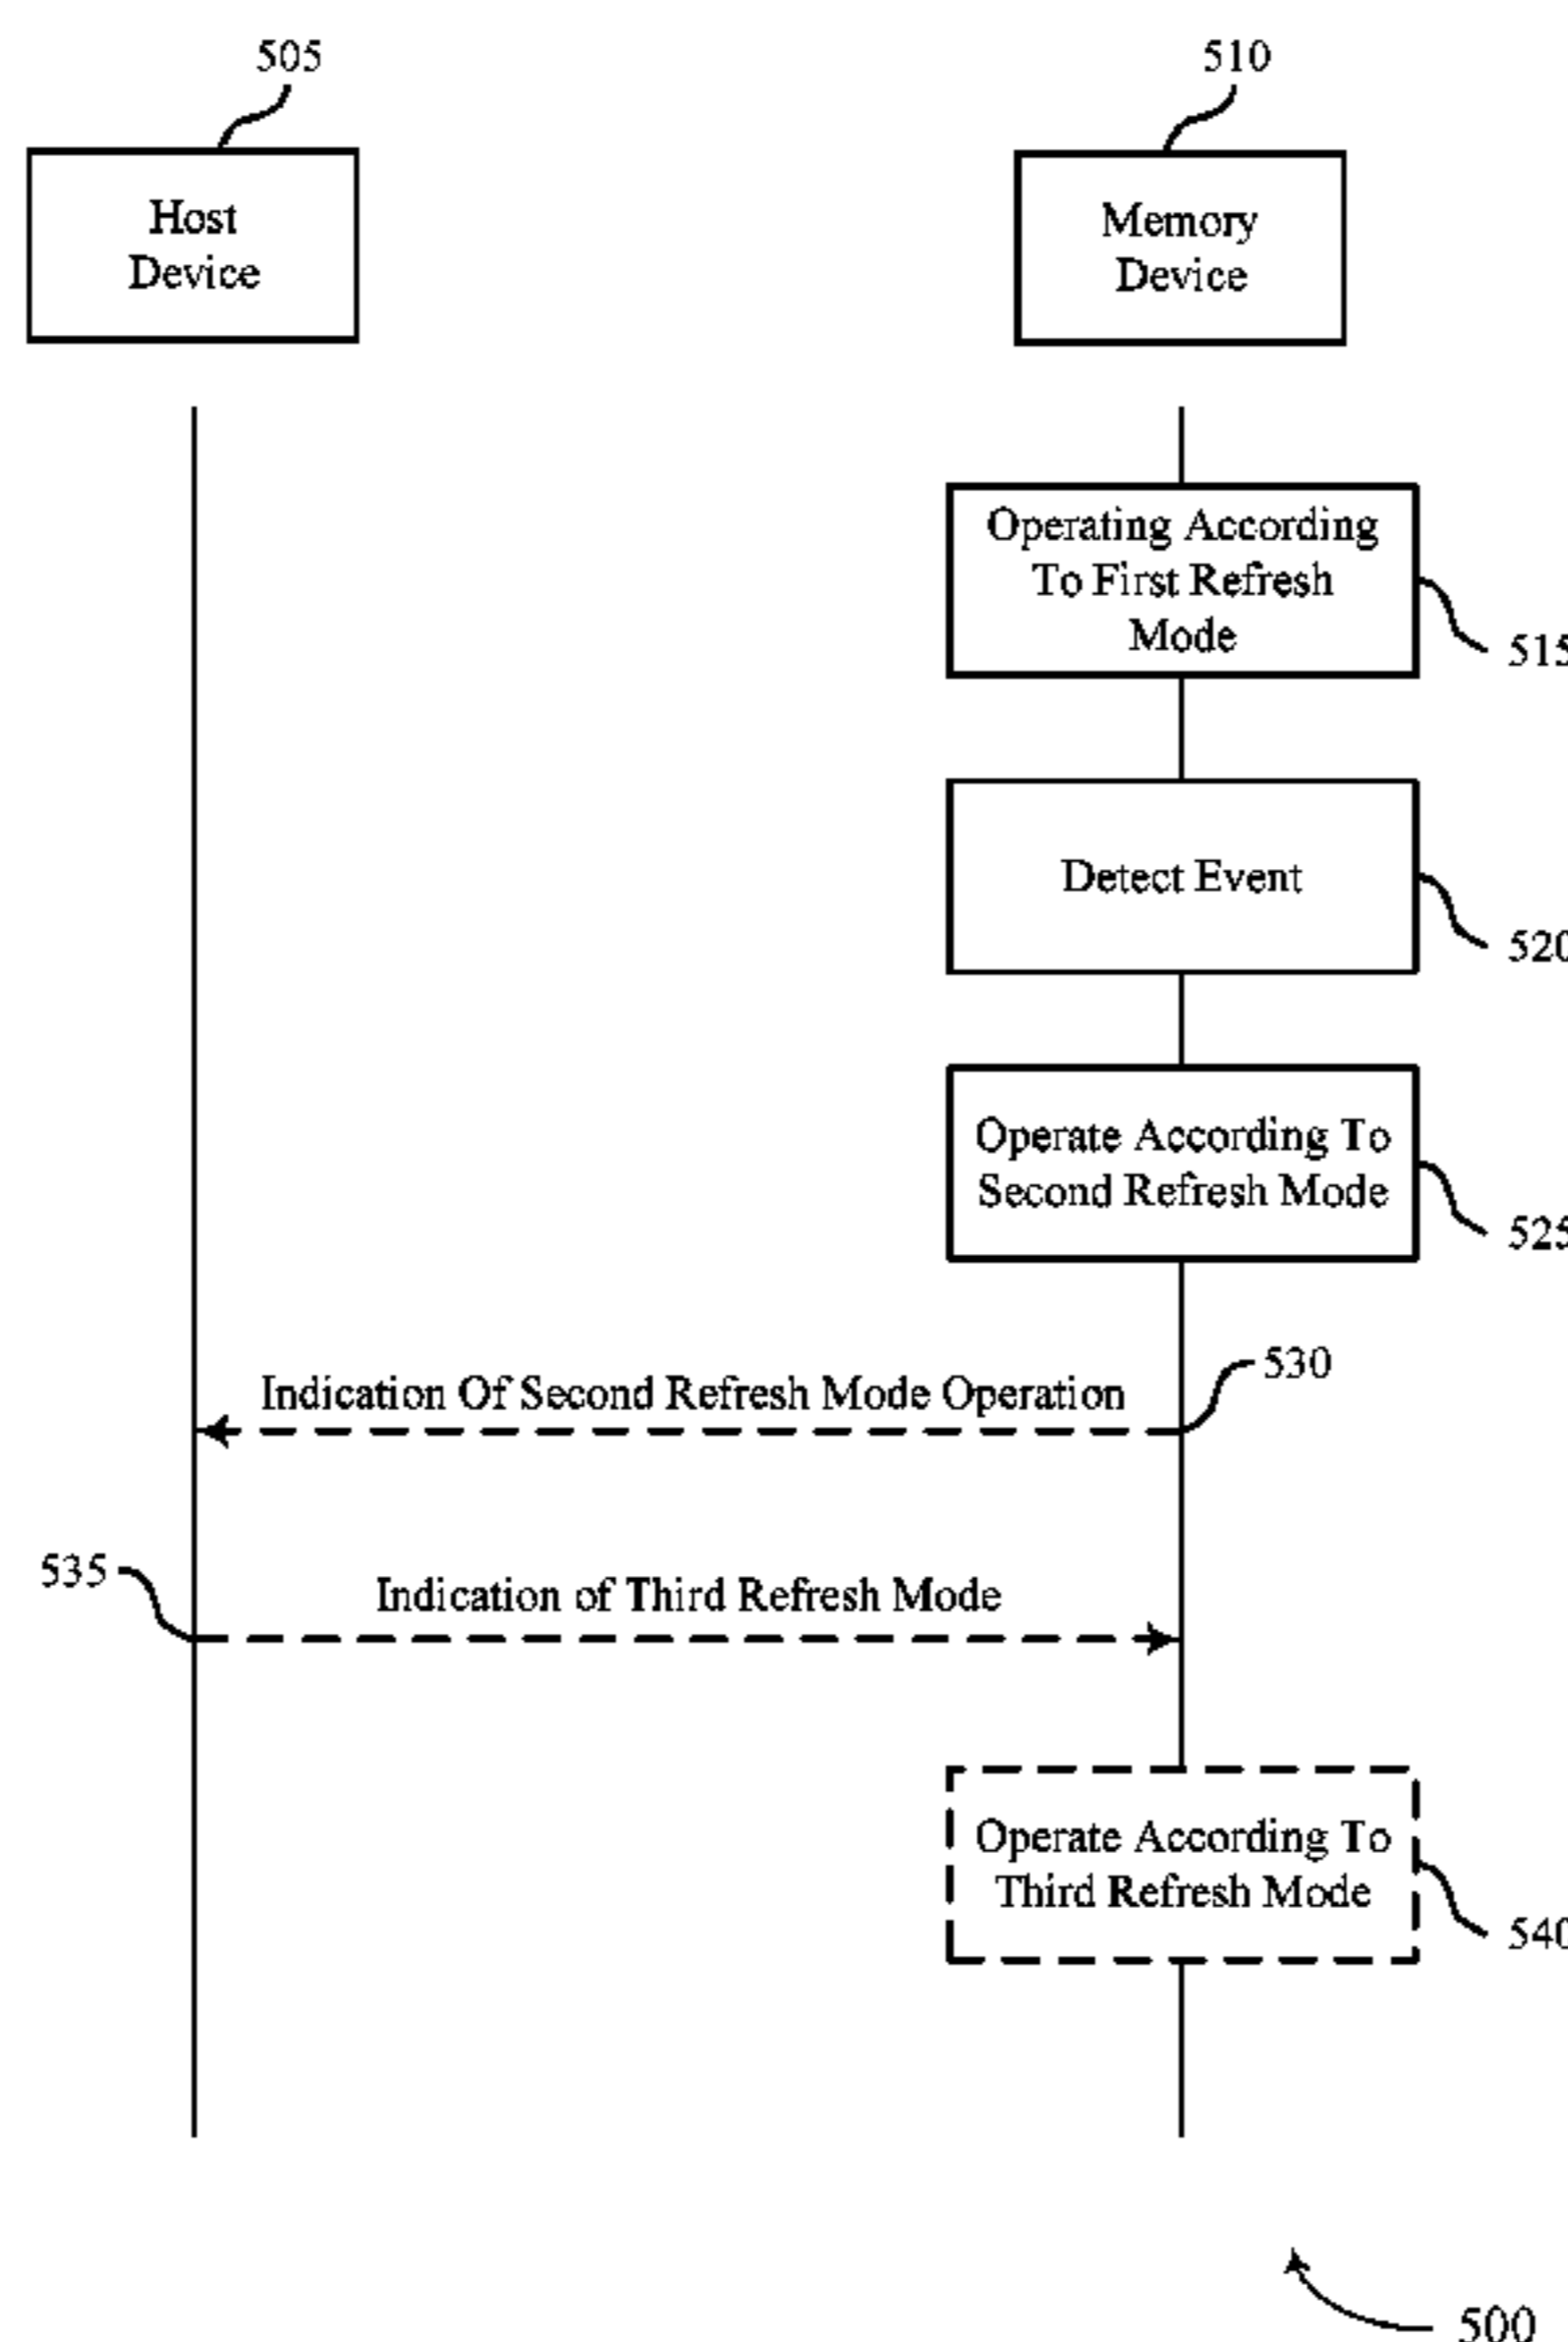 505
510
Host
Device
Memory
Device
Operating According
To First Refresh
Mode
515
Detect Event
520
Operate According To
Second Refresh Mode
525
530
Indication Of Second Refresh Mode Operation
535
Indication of Third Refresh Mode
Operate According To
Third Refresh Mode
540
500